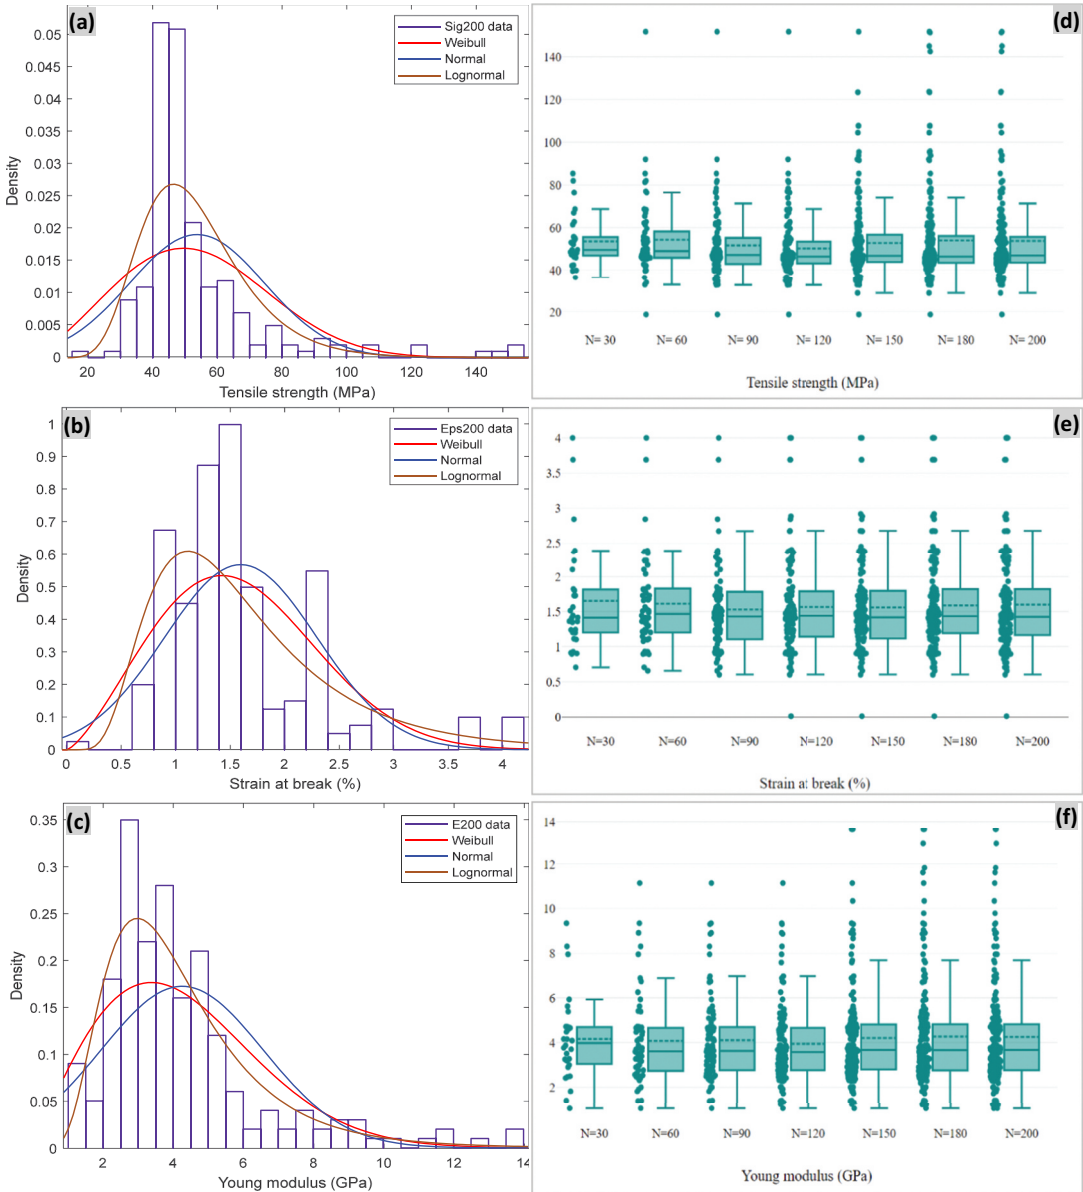 (a)
Sig200 data
Weibull
Normal
Lognormal
0.05
0.045
0.04
0.035
0.03
0.025
0.02
0.015
0.01
0.005
0
Density
20 40 60 80 100 120 140
Tensile strength (MPa)
(d)
140
120
100
80
60
40
20
N= 30 N= 60 N= 90 N= 120 N= 150 N= 180 N= 200
Tensile strength (MPa)
(b)
Eps200 data
Weibull
Normal
Lognormal
1
0.9
0.8
0.7
0.6
0.5
0.4
0.3
0.2
0.1
0
Density
0 0.5 1 1.5 2 2.5 3 3.5 4
Strain at break (%)
(e)
4
3.5
3
2.5
2
1.5
1
0.5
0
N=30 N=60 N=90 N=120 N=150 N=180 N=200
Strain at break (%)
(c)
E200 data
Weibull
Normal
Lognormal
0.35
0.3
0.25
0.2
0.15
0.1
0.05
0
Density
2 4 6 8 10 12 14
Young modulus (GPa)
(f)
14
12
10
8
6
4
2
N=30 N=60 N=90 N=120 N=150 N=180 N=200
Young modulus (GPa)